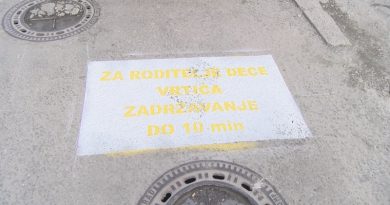 ZA RODITELJE DECE
VRTIĆA
ZADRŽAVANJE
DO 10 min